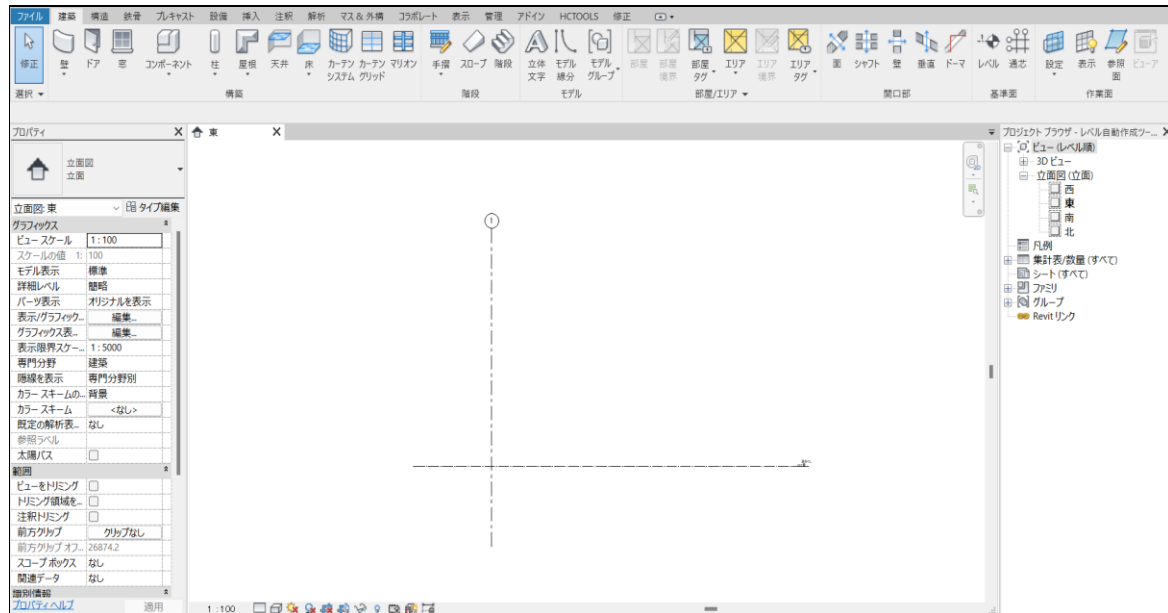 ファイル 建築 構造 鉄骨 プレキャスト 設備 挿入 注釈 解析 マス & 外構 コラボレート 表示 管理 アドイン HCTOOLS 修正
修正 壁 ドア 窓 コンポーネント 柱 屋根 天井 床 カーテン システム カーテン グリッド マリオン 手摺 スロープ 階段 立体 文字 モデル 線分 モデル グループ 部屋 部屋 境界 部屋 タグ エリア エリア 境界 エリア タグ 面 シャフト 壁 垂直 ドーマ レベル 通芯 設定 表示 参照 面 ビューア
選択 構築 階段 モデル 部屋/エリア 開口部 基準面 作業面
プロパティ X
東 X
プロジェクト ブラウザ - レベル自動作成ツー... X
立面図
立面
立面図: 東
タイプ編集
グラフィックス
ビュー スケール 1 : 100
スケールの値 1: 100
モデル表示 標準
詳細レベル 簡略
パーツ表示 オリジナルを表示
表示/グラフィック... 編集...
グラフィックス表... 編集...
表示限界スケー... 1 : 5000
専門分野 建築
隠線を表示 専門分野別
カラー スキームの... 背景
カラー スキーム <なし>
既定の解析表... なし
参照ラベル
太陽パス
範囲
ビューをトリミング
トリミング領域を...
注釈トリミング
前方クリップ クリップなし
前方クリップ オフ... 26874.2
スコープ ボックス なし
関連データ なし
識別情報
プロパティ ヘルプ 適用
1
1 : 100
ビュー (レベル順)
3D ビュー
立面図 (立面)
西
東
南
北
凡例
集計表/数量 (すべて)
シート (すべて)
ファミリ
グループ
Revit リンク